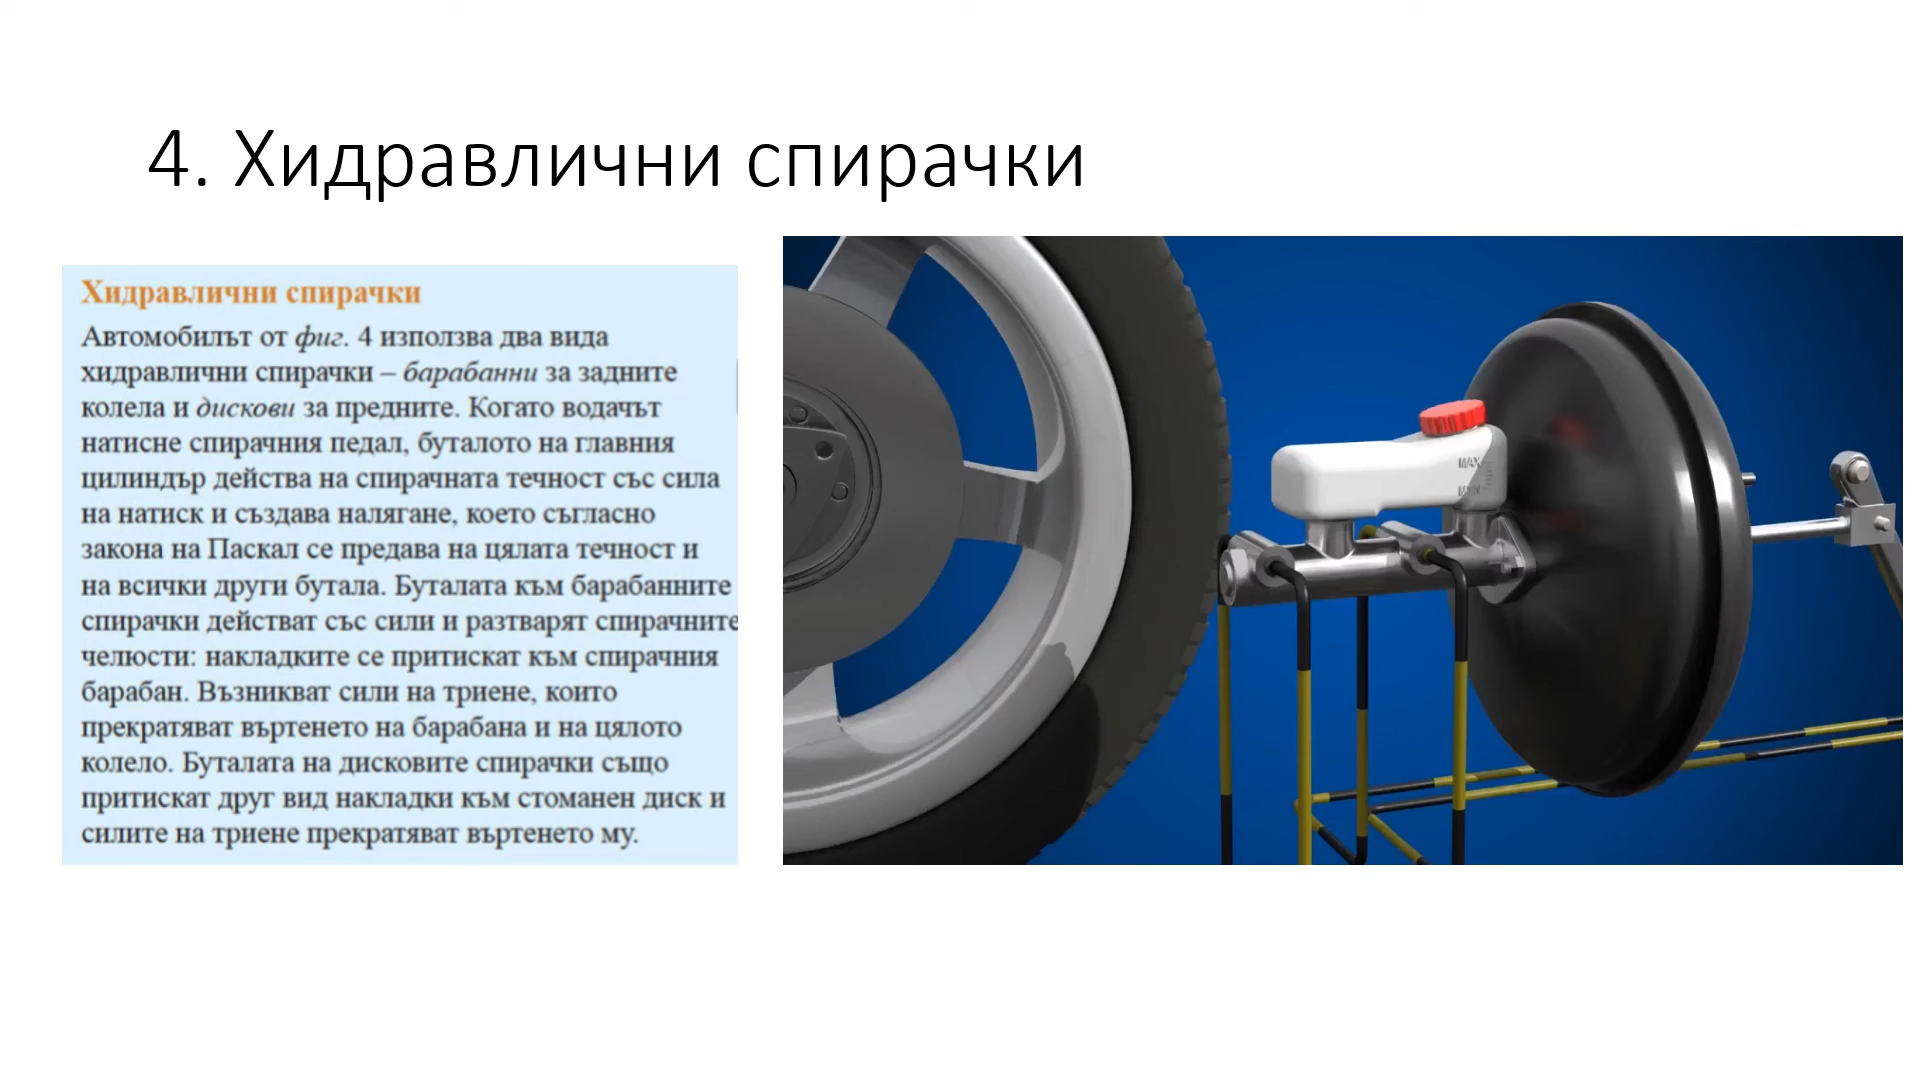 4. Хидравлични спирачки
Хидравлични спирачки
Автомобилът от фиг. 4 използва два вида
хидравлични спирачки – барабанни за задните
колела и дискови за предните. Когато водачът
натисне спирачния педал, буталото на главния
цилиндър действа на спирачната течност със сила
на натиск и създава налягане, което съгласно
закона на Паскал се предава на цялата течност и
на всички други бутала. Буталата към барабанните
спирачки действат със сили и разтварят спирачните
челюсти: накладките се притискат към спирачния
барабан. Възникват сили на триене, които
прекратяват въртенето на барабана и на цялото
колело. Буталата на дисковите спирачки също
притискат друг вид накладки към стоманен диск и
силите на триене прекратяват въртенето му.
MAX
MIN